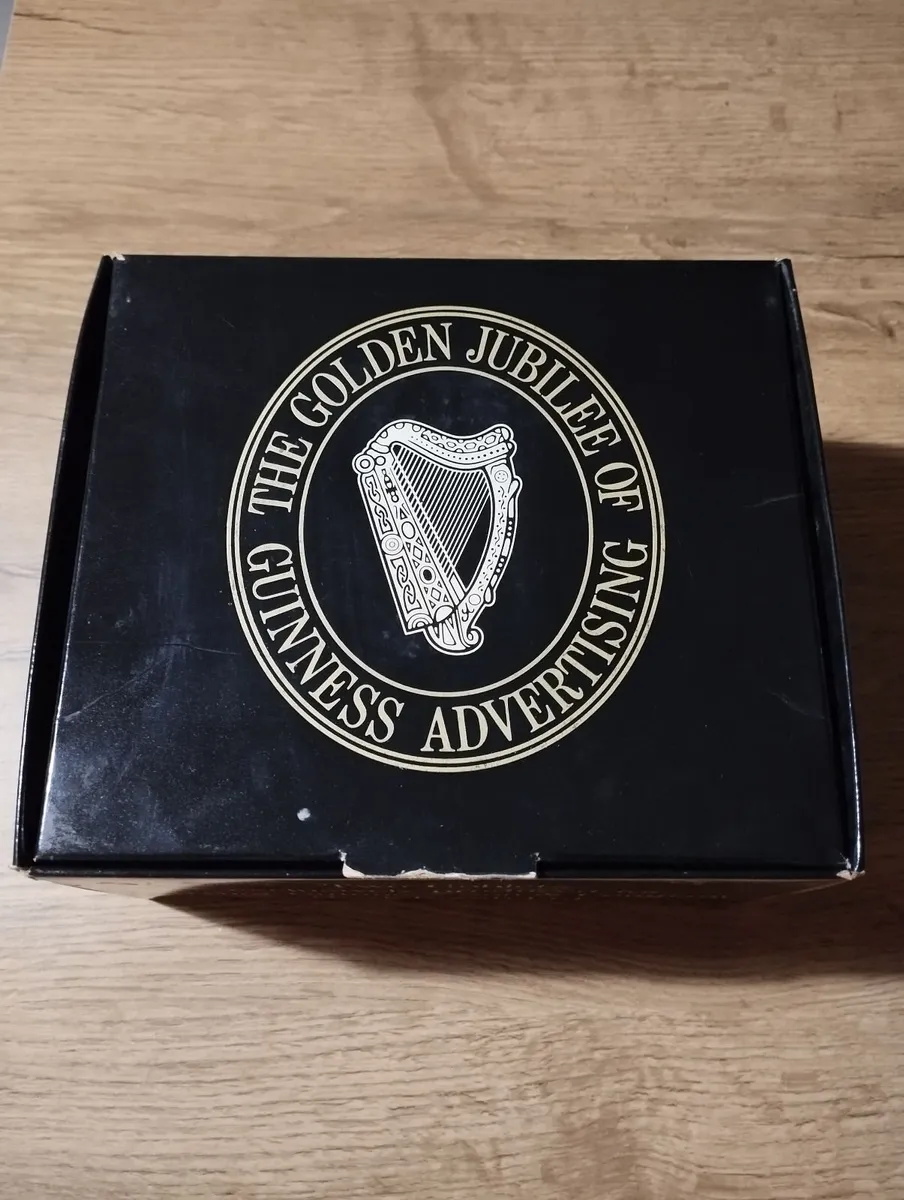 THE GOLDEN JUBILEE OF
GUINNESS ADVERTISING